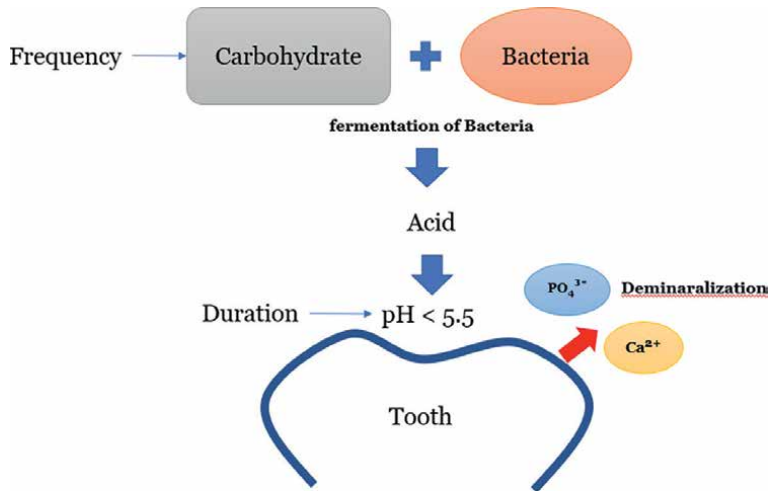 Frequency
Carbohydrate
Bacteria
fermentation of Bacteria
Acid
PO₄³⁻
Deminaralization
Duration
pH < 5.5
Ca²⁺
Tooth